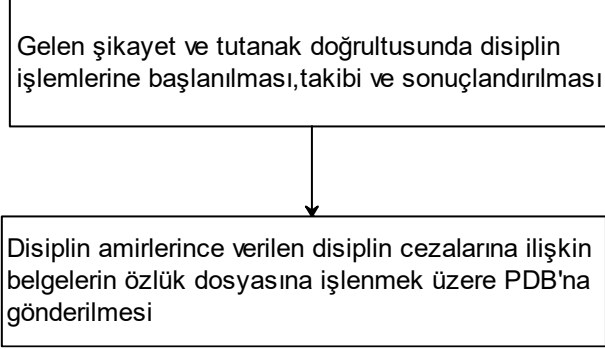 Gelen şikayet ve tutanak doğrultusunda disiplin
işlemlerine başlanılması,takibi ve sonuçlandırılması
Disiplin amirlerince verilen disiplin cezalarına ilişkin
belgelerin özlük dosyasına işlenmek üzere PDB'na
gönderilmesi